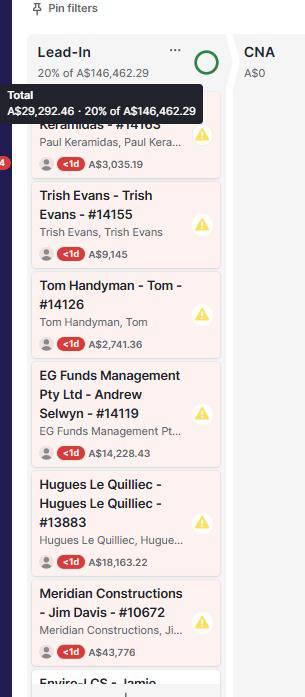 Pin filters
Lead-In ...
20% of A$146,462.29
CNA
A$0
Total
A$29,292.46 · 20% of A$146,462.29
Keramidas - #14163
Paul Keramidas, Paul Kera...
4
<1d A$3,035.19
Trish Evans - Trish
Evans - #14155
Trish Evans, Trish Evans
<1d A$9,145
Tom Handyman - Tom -
#14126
Tom Handyman, Tom
<1d A$2,741.36
EG Funds Management
Pty Ltd - Andrew
Selwyn - #14119
EG Funds Management Pt...
<1d A$14,228.43
Hugues Le Quilliec -
Hugues Le Quilliec -
#13883
Hugues Le Quilliec, Hugue...
<1d A$18,163.22
Meridian Constructions
- Jim Davis - #10672
Meridian Constructions, Ji...
<1d A$43,776
Enviro-LCS - Jamie